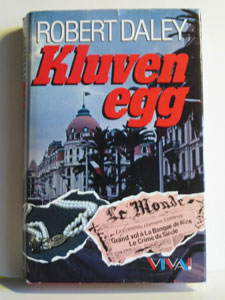 ROBERT DALEY
Kluven
egg
Le Monde
Grand vol à La Banque de Nice
Le Crime du Siècle
VIVA!